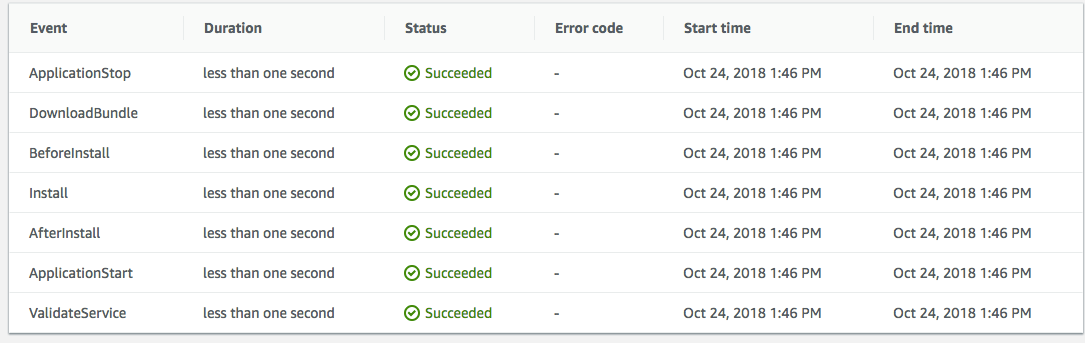 Event Duration Status Error code Start time End time
ApplicationStop less than one second Succeeded - Oct 24, 2018 1:46 PM Oct 24, 2018 1:46 PM
DownloadBundle less than one second Succeeded - Oct 24, 2018 1:46 PM Oct 24, 2018 1:46 PM
BeforeInstall less than one second Succeeded - Oct 24, 2018 1:46 PM Oct 24, 2018 1:46 PM
Install less than one second Succeeded - Oct 24, 2018 1:46 PM Oct 24, 2018 1:46 PM
AfterInstall less than one second Succeeded - Oct 24, 2018 1:46 PM Oct 24, 2018 1:46 PM
ApplicationStart less than one second Succeeded - Oct 24, 2018 1:46 PM Oct 24, 2018 1:46 PM
ValidateService less than one second Succeeded - Oct 24, 2018 1:46 PM Oct 24, 2018 1:46 PM